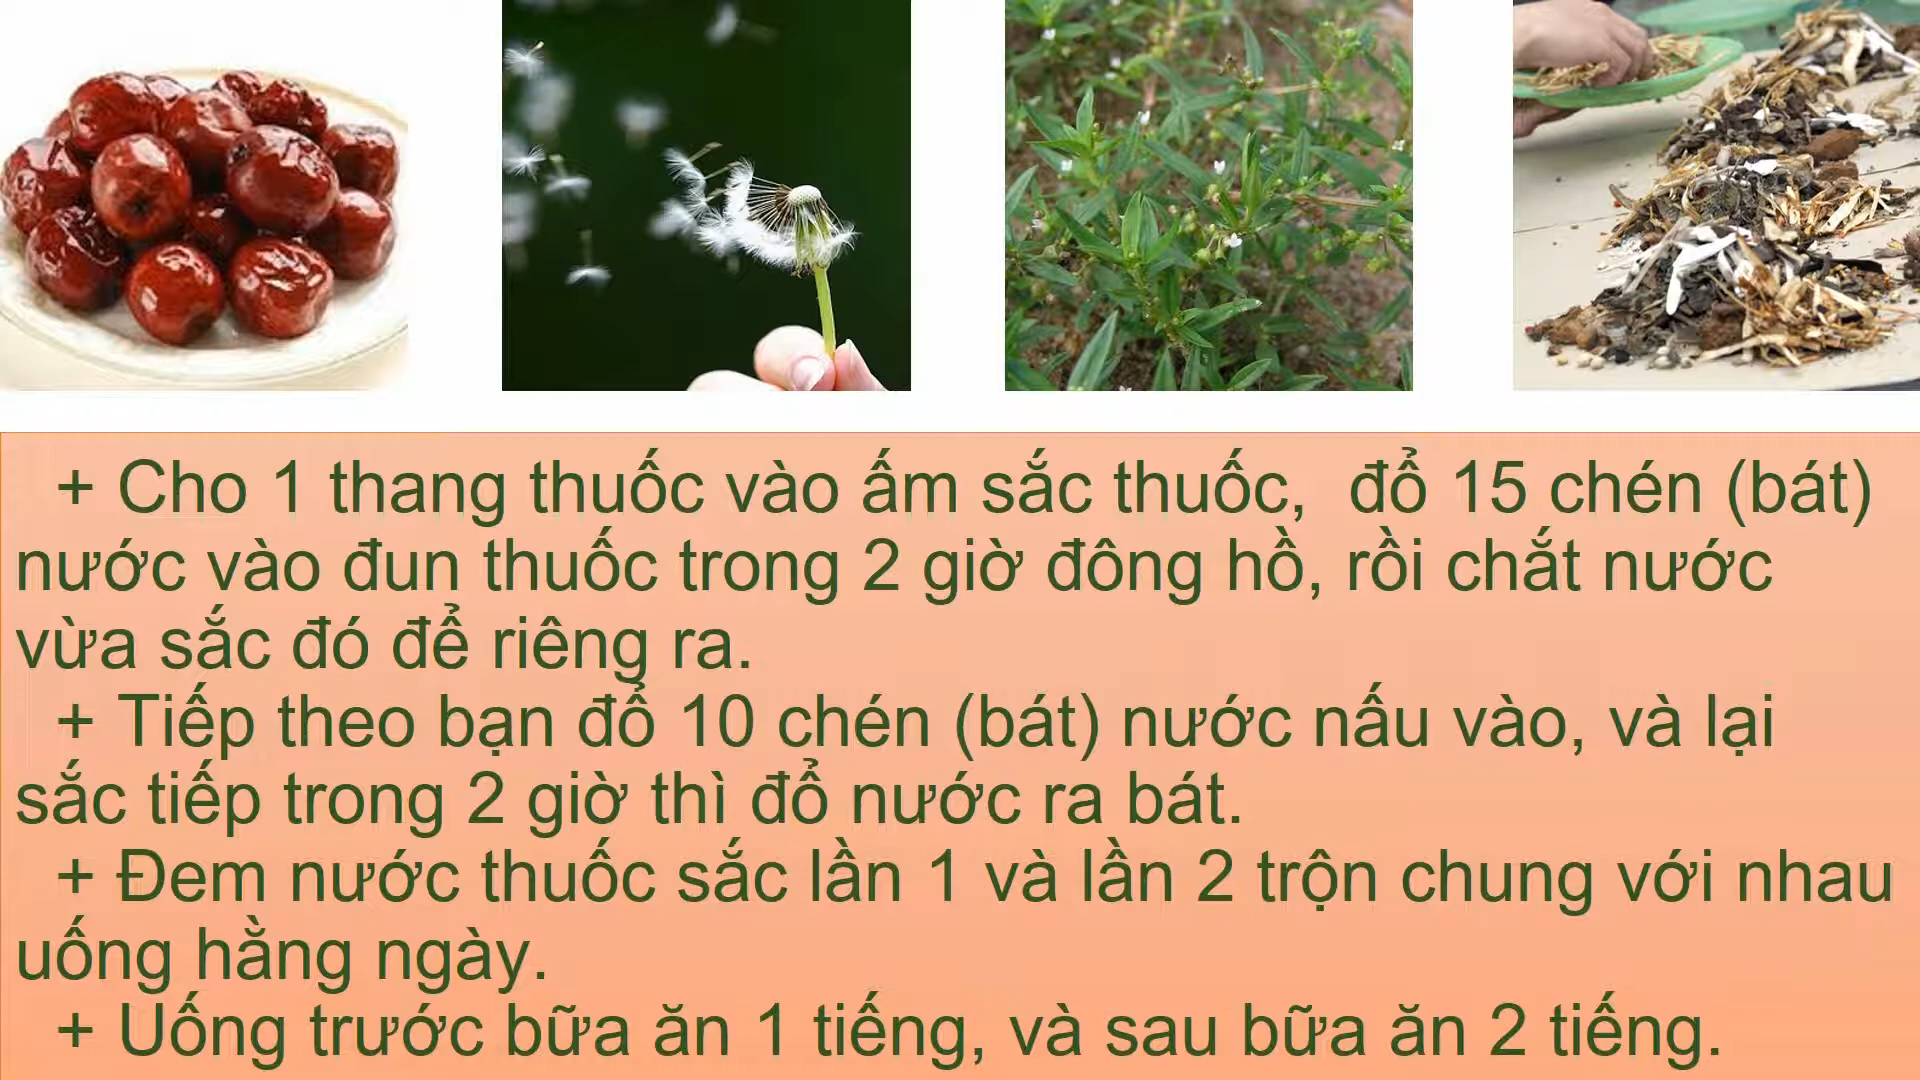 + Cho 1 thang thuốc vào ấm sắc thuốc,  đổ 15 chén (bát)
nước vào đun thuốc trong 2 giờ đông hồ, rồi chắt nước
vừa sắc đó để riêng ra.
+ Tiếp theo bạn đổ 10 chén (bát) nước nấu vào, và lại
sắc tiếp trong 2 giờ thì đổ nước ra bát.
+ Đem nước thuốc sắc lần 1 và lần 2 trộn chung với nhau
uống hằng ngày.
+ Uống trước bữa ăn 1 tiếng, và sau bữa ăn 2 tiếng.